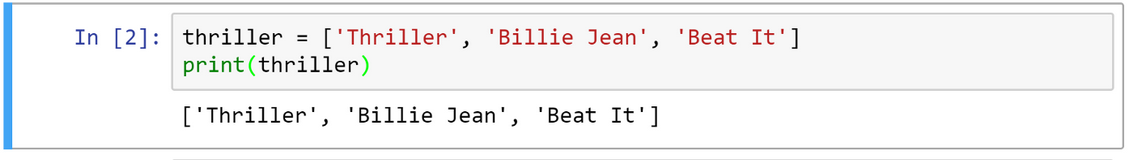 In [2]: thriller = ['Thriller', 'Billie Jean', 'Beat It']
print(thriller)
['Thriller', 'Billie Jean', 'Beat It']